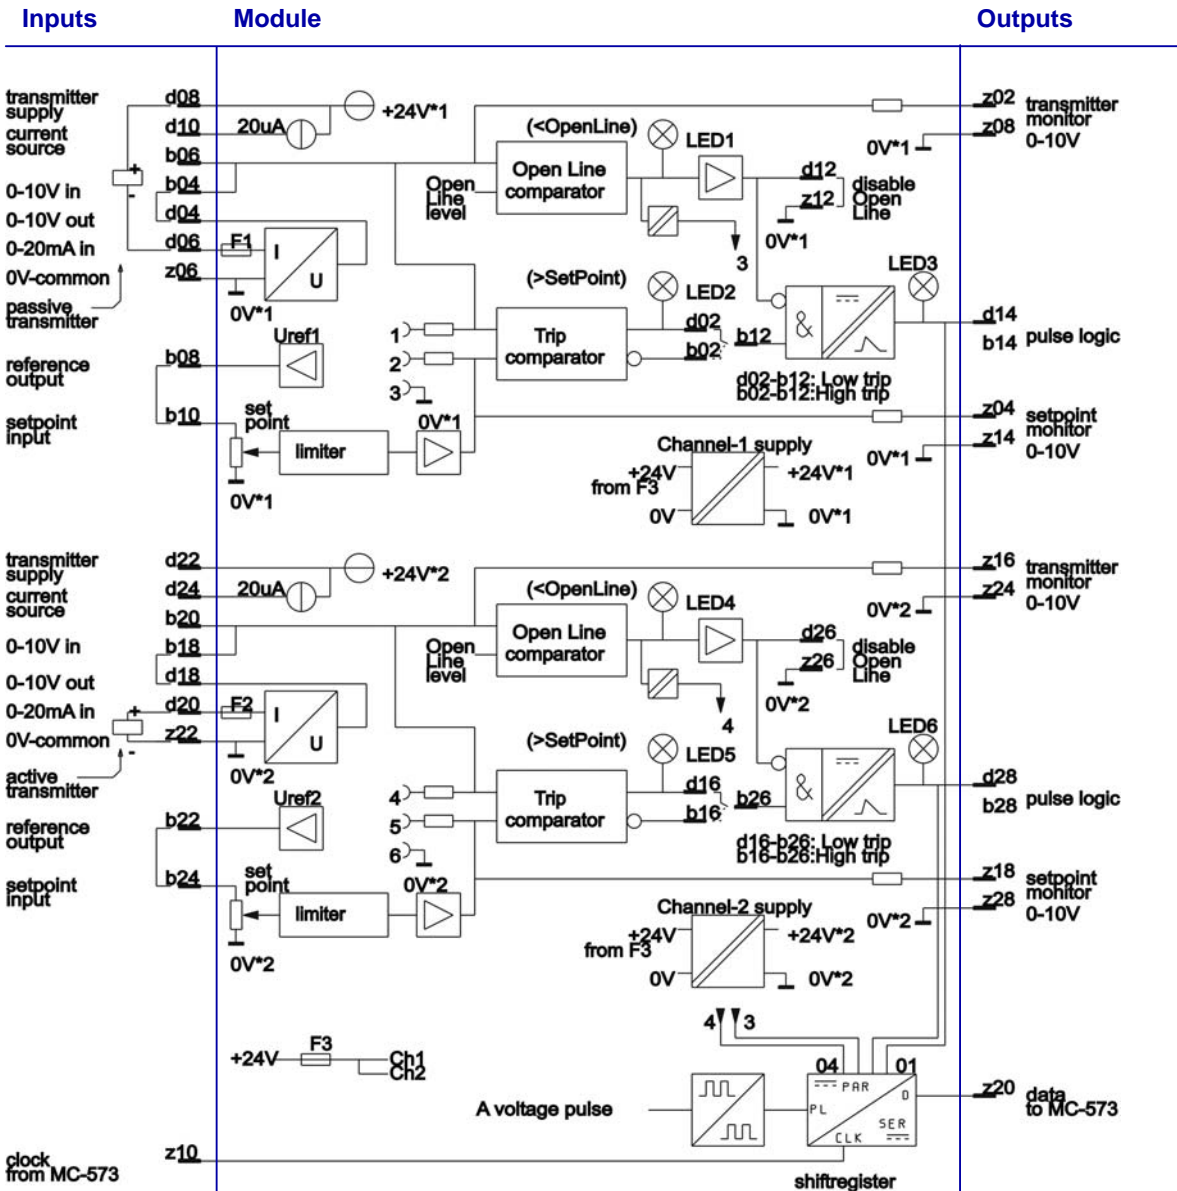 Inputs Module Outputs
transmitter supply d08 +24V*1 z02 transmitter monitor
current source d10 20uA (<OpenLine) LED1 0V*1 z08 0-10V
b06 Open Line comparator d12 disable Open Line
0-10V in b04 Open Line level z12
0-10V out d04 0V*1
0-20mA in d06 F1 I U 3
0V-common z06 (>SetPoint) LED2 LED3
passive transmitter 0V*1
+
-
Uref1 1 Trip comparator d02 b12 & d14 pulse logic
reference output b08 2 b02 b14
3 d02-b12: Low trip
b02-b12:High trip
setpoint input b10 set point 0V*1 z04 setpoint monitor
limiter Channel-1 supply 0V*1 z14 0-10V
0V*1 +24V from F3 +24V*1
0V 0V*1
transmitter supply d22 +24V*2 z16 transmitter monitor
current source d24 20uA (<OpenLine) LED4 0V*2 z24 0-10V
b20 Open Line comparator d26 disable Open Line
0-10V in b18 Open Line level z26
0-10V out d18 0V*2
0-20mA in d20 F2 I U 4
0V-common z22 (>SetPoint) LED5 LED6
active transmitter 0V*2
+
-
Uref2 4 Trip comparator d16 b26 & d28 pulse logic
reference output b22 5 b16 b28
6 d16-b26: Low trip
b16-b26:High trip
setpoint input b24 set point 0V*2 z18 setpoint monitor
limiter Channel-2 supply 0V*2 z28 0-10V
0V*2 +24V from F3 +24V*2
0V 0V*2
4 3
+24V F3 Ch1
Ch2
04 01
PAR D z20 data to MC-573
A voltage pulse PL SER
CLK
clock from MC-573 z10
shiftregister